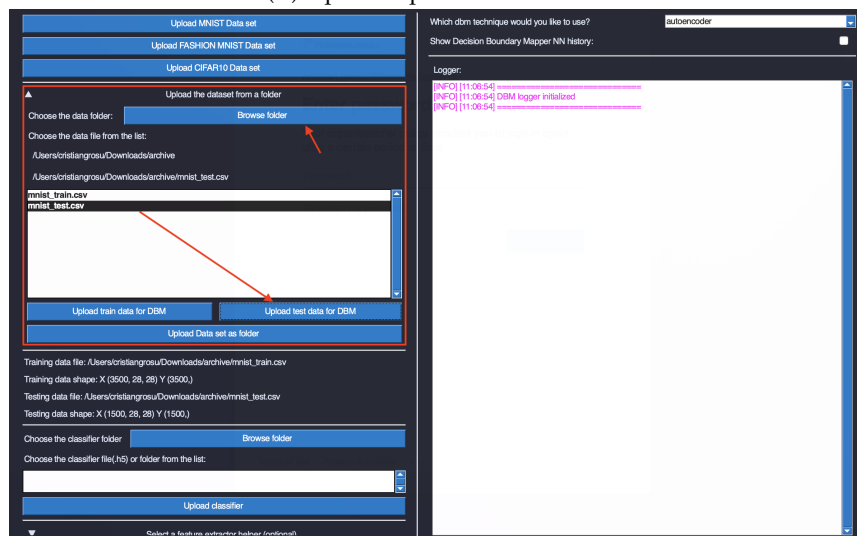 Upload MNIST Data set
Upload FASHION MNIST Data set
Upload CIFAR10 Data set
Upload the dataset from a folder
Choose the data folder:
Browse folder
Choose the data file from the list:
/Users/cristiangrosu/Downloads/archive
/Users/cristiangrosu/Downloads/archive/mnist_test.csv
mnist_train.csv
mnist_test.csv
Upload train data for DBM
Upload test data for DBM
Upload Data set as folder
Training data file: /Users/cristiangrosu/Downloads/archive/mnist_train.csv
Training data shape: X (3500, 28, 28) Y (3500,)
Testing data file: /Users/cristiangrosu/Downloads/archive/mnist_test.csv
Testing data shape: X (1500, 28, 28) Y (1500,)
Choose the classifier folder
Browse folder
Choose the classifier file(.h5) or folder from the list:
Upload classifier
Select a feature extractor helper (optional)
Which dbm technique would you like to use?
autoencoder
Show Decision Boundary Mapper NN history:
Logger:
[INFO] [11:06:54] ==============================
[INFO] [11:06:54] DBM logger initialized
[INFO] [11:06:54] ==============================